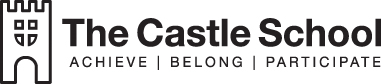 The Castle School
ACHIEVE | BELONG | PARTICIPATE